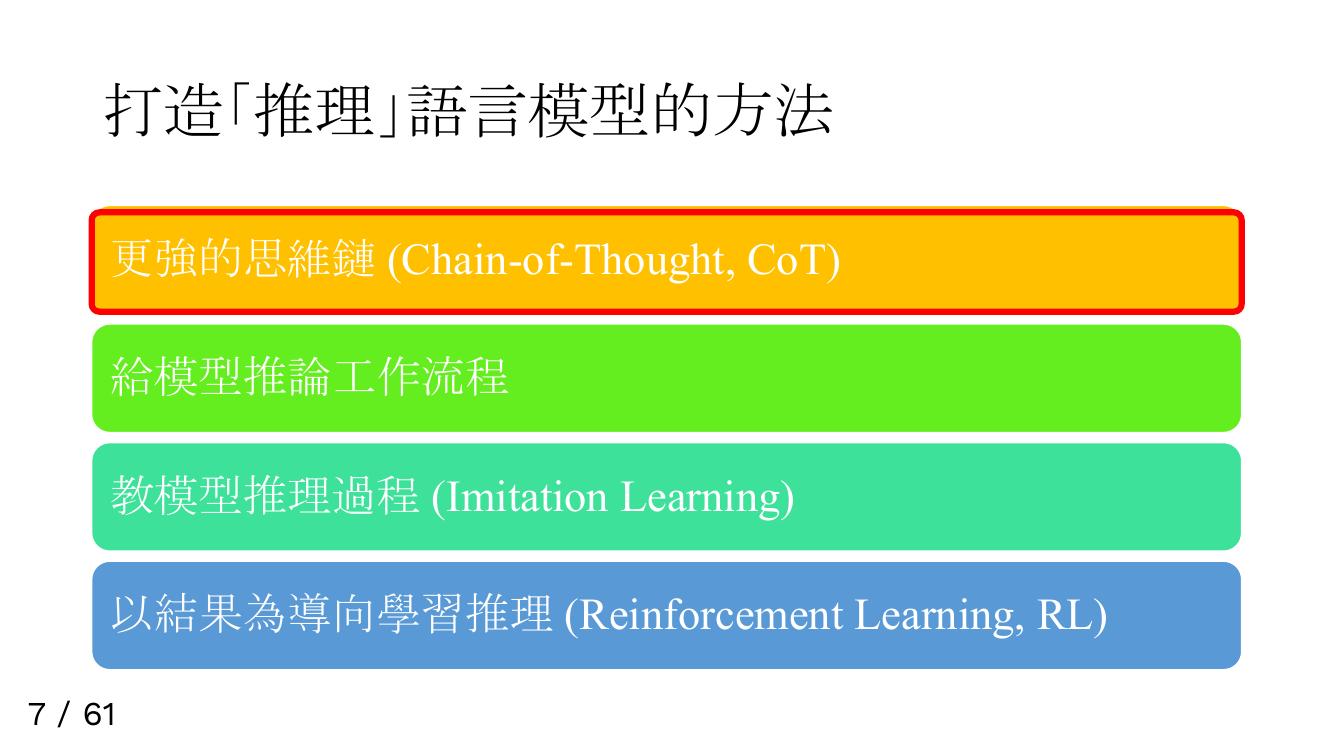 打造「推理」語言模型的方法
更強的思維鏈 (Chain-of-Thought, CoT)
給模型推論工作流程
教模型推理過程 (Imitation Learning)
以結果為導向學習推理 (Reinforcement Learning, RL)
7 / 61